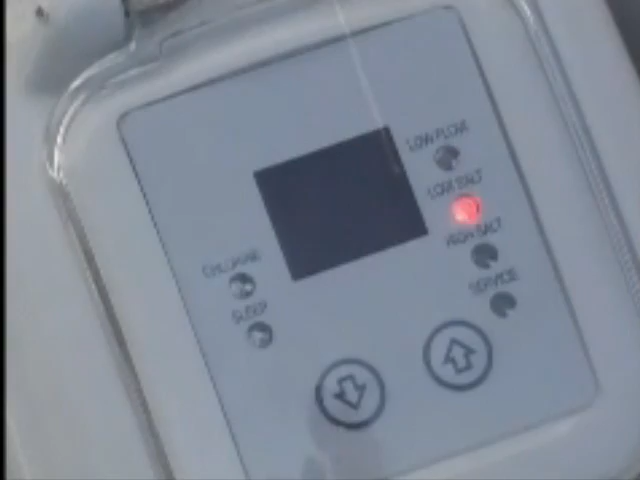 LOW FLOW
LOW SALT
HIGH SALT
SERVICE
CHLORINE
SLEEP